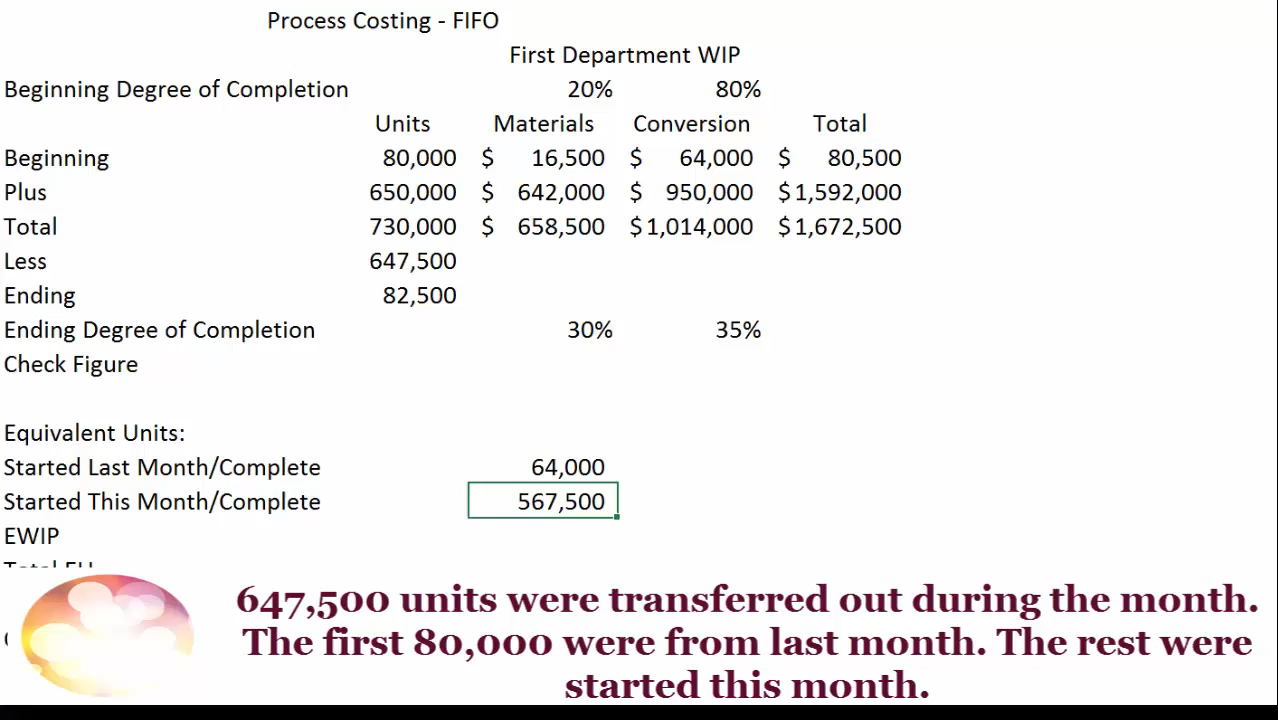 Process Costing - FIFO
First Department WIP
Beginning Degree of Completion 20% 80%
Units Materials Conversion Total
Beginning 80,000 $ 16,500 $ 64,000 $ 80,500
Plus 650,000 $ 642,000 $ 950,000 $1,592,000
Total 730,000 $ 658,500 $1,014,000 $1,672,500
Less 647,500
Ending 82,500
Ending Degree of Completion 30% 35%
Check Figure
Equivalent Units:
Started Last Month/Complete 64,000
Started This Month/Complete 567,500
EWIP
647,500 units were transferred out during the month.
The first 80,000 were from last month. The rest were
started this month.